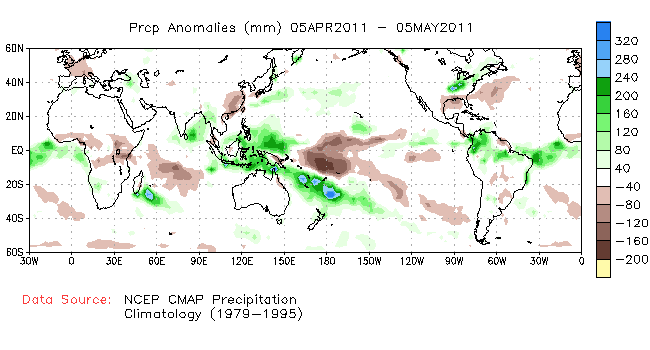 Prcp Anomalies (mm) 05APR2011 – 05MAY2011
60N
40N
20N
EQ
20S
40S
60S
30W 0 30E 60E 90E 120E 150E 180 150W 120W 90W 60W 30W 0
320
280
240
200
160
120
80
40
−40
−80
−120
−160
−200
Data Source: NCEP CMAP Precipitation
Climatology (1979–1995)